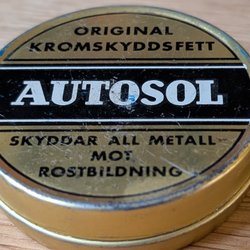 ORIGINAL
KROMSKYDDSFETT
AUTOSOL
SKYDDAR ALL METALL
MOT
ROSTBILDNING